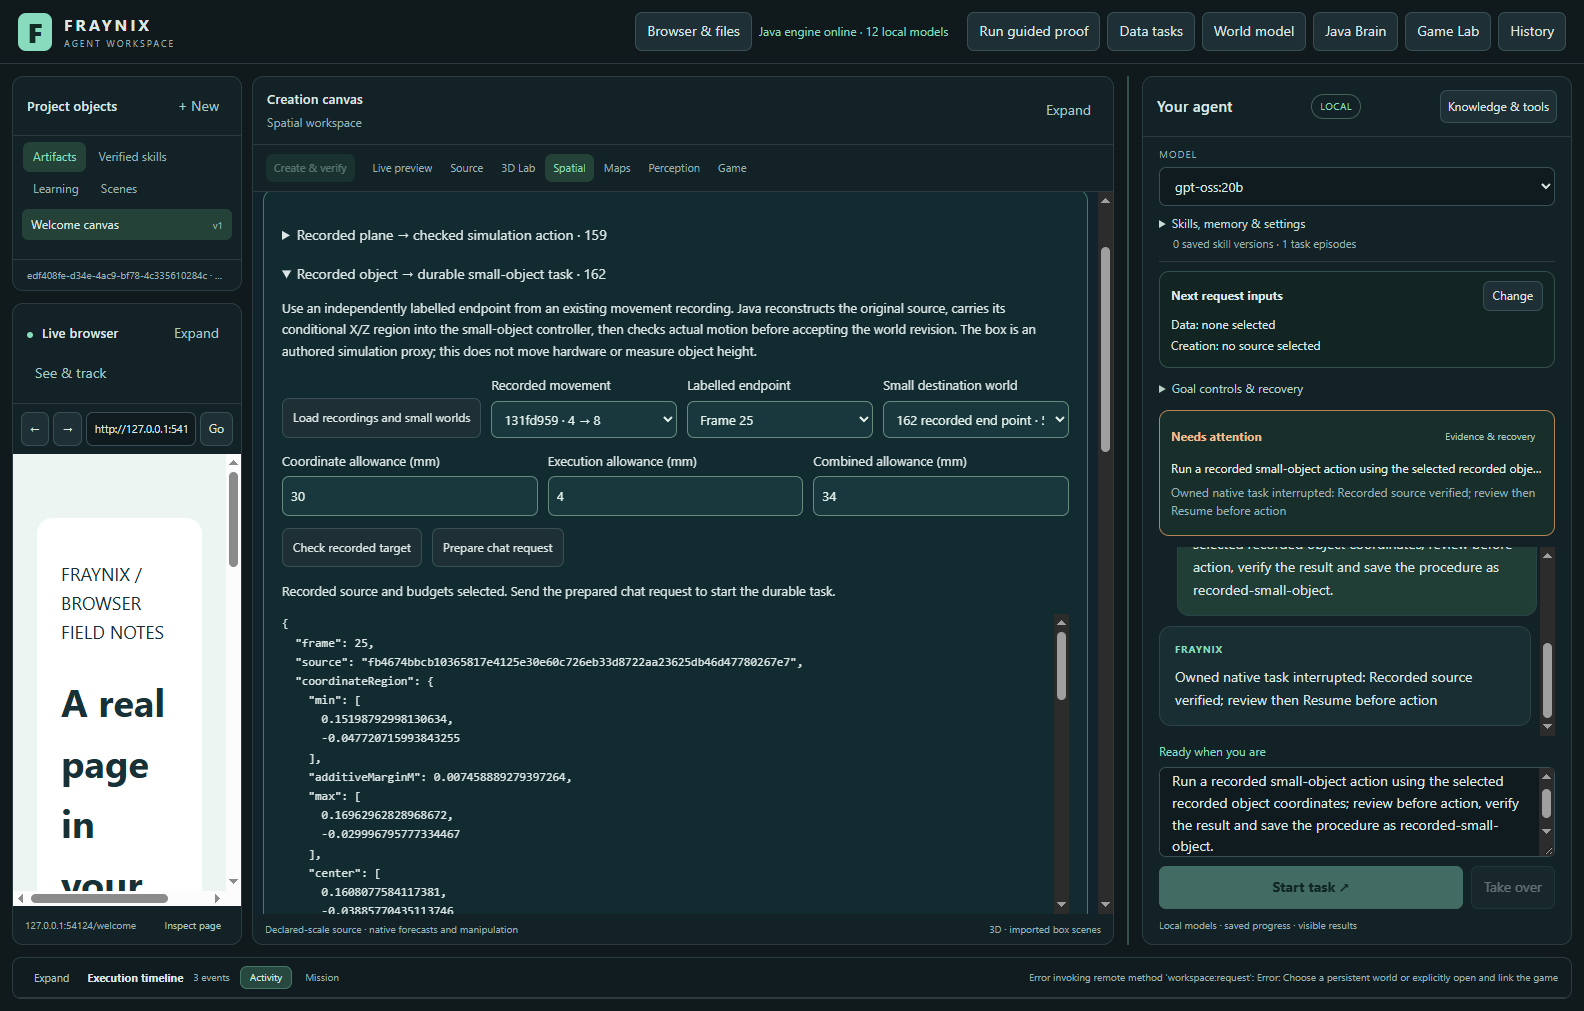 F
FRAYNIX
AGENT WORKSPACE
Browser & files
Java engine online · 12 local models
Run guided proof
Data tasks
World model
Java Brain
Game Lab
History
Project objects
+ New
Artifacts
Verified skills
Learning
Scenes
Welcome canvas
v1
edf408fe-d34e-4ac9-bf78-4c335610284c · ...
Live browser
Expand
See & track
←
→
http://127.0.0.1:541
Go
FRAYNIX /
BROWSER
FIELD NOTES
A real
page
in
your
127.0.0.1:54124/welcome
Inspect page
Creation canvas
Spatial workspace
Expand
Create & verify
Live preview
Source
3D Lab
Spatial
Maps
Perception
Game
▶ Recorded plane → checked simulation action · 159
▼ Recorded object → durable small-object task · 162
Use an independently labelled endpoint from an existing movement recording. Java reconstructs the original source, carries its
conditional X/Z region into the small-object controller, then checks actual motion before accepting the world revision. The box is an
authored simulation proxy; this does not move hardware or measure object height.
Load recordings and small worlds
Recorded movement
131fd959 · 4 → 8
Labelled endpoint
Frame 25
Small destination world
162 recorded end point ·
Coordinate allowance (mm)
30
Execution allowance (mm)
4
Combined allowance (mm)
34
Check recorded target
Prepare chat request
Recorded source and budgets selected. Send the prepared chat request to start the durable task.
{
"frame": 25,
"source": "fb4674bbcb10365817e4125e30e60c726eb33d8722aa23625db46d47780267e7",
"coordinateRegion": {
"min": [
0.15198792998130634,
-0.047720715993843255
],
"additiveMarginM": 0.007458889279397264,
"max": [
0.16962962828968672,
-0.029996795777334467
],
"center": [
0.1608077584117381,
-0.03885770435113746
Declared-scale source · native forecasts and manipulation
3D · imported box scenes
Your agent
LOCAL
Knowledge & tools
MODEL
gpt-oss:20b
▶ Skills, memory & settings
0 saved skill versions · 1 task episodes
Next request inputs
Change
Data: none selected
Creation: no source selected
▶ Goal controls & recovery
Needs attention
Evidence & recovery
Run a recorded small-object action using the selected recorded obje...
Owned native task interrupted: Recorded source verified; review then
Resume before action
selected recorded object coordinates; review before
action, verify the result and save the procedure as
recorded-small-object.
FRAYNIX
Owned native task interrupted: Recorded source
verified; review then Resume before action
Ready when you are
Run a recorded small-object action using the selected
recorded object coordinates; review before action, verify
the result and save the procedure as recorded-small-
object.
Start task ↗
Take over
Local models · saved progress · visible results
Expand
Execution timeline
3 events
Activity
Mission
Error invoking remote method 'workspace:request': Error: Choose a persistent world or explicitly open and link the game